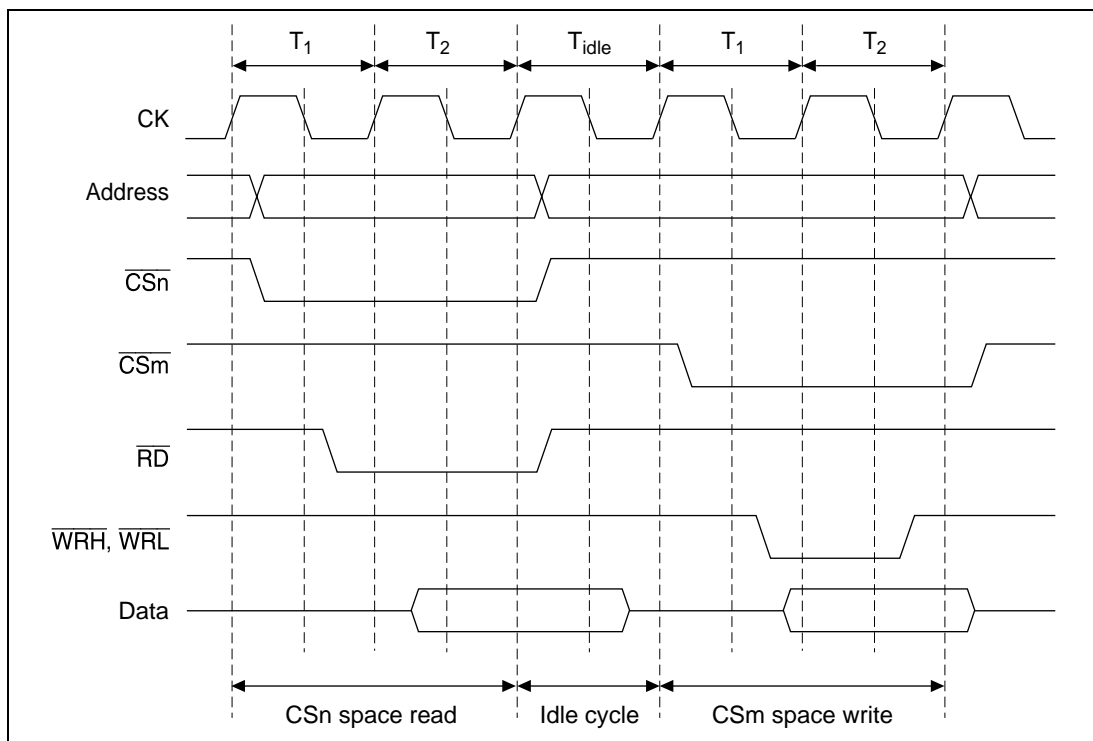 T1 T2 Tidle T1 T2
CK
Address
CSn
CSm
RD
WRH, WRL
Data
CSn space read Idle cycle CSm space write